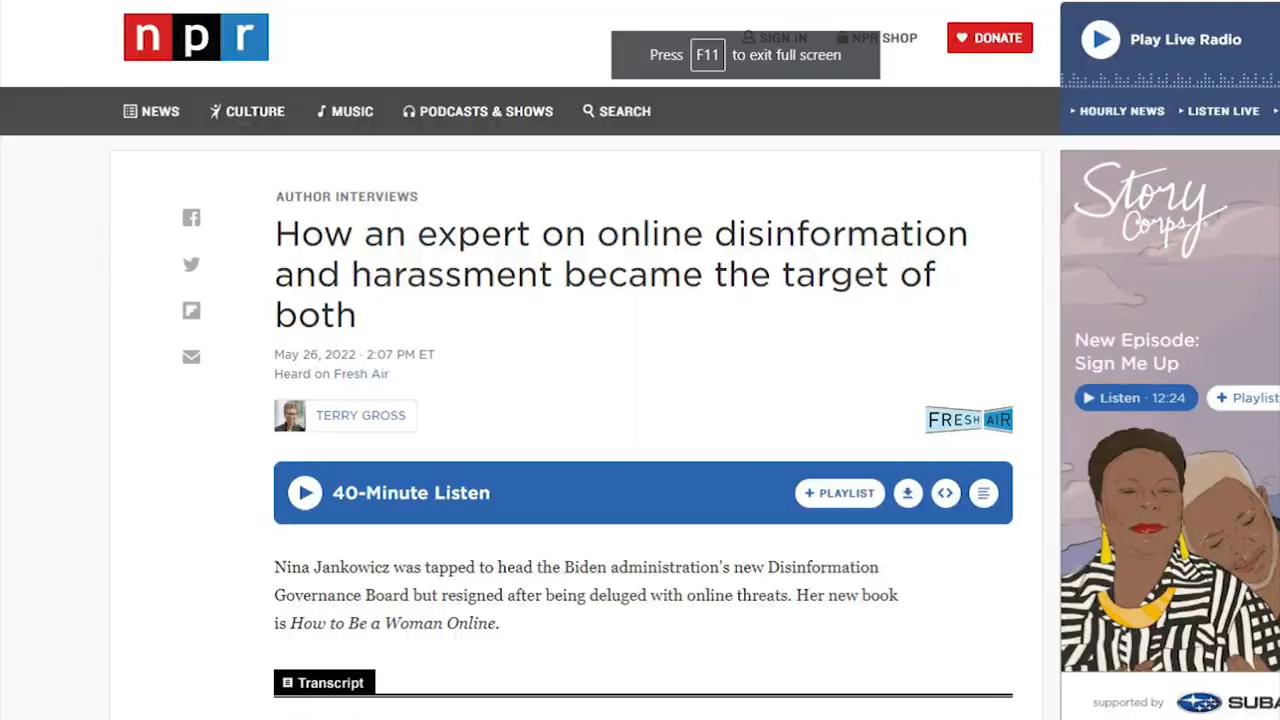 npr
SIGN IN
NPR SHOP
DONATE
Press F11 to exit full screen
Play Live Radio
NEWS
CULTURE
MUSIC
PODCASTS & SHOWS
SEARCH
HOURLY NEWS
LISTEN LIVE
AUTHOR INTERVIEWS
How an expert on online disinformation
and harassment became the target of
both
May 26, 2022 · 2:07 PM ET
Heard on Fresh Air
TERRY GROSS
FRESH AIR
40-Minute Listen
+ PLAYLIST
Nina Jankowicz was tapped to head the Biden administration's new Disinformation
Governance Board but resigned after being deluged with online threats. Her new book
is How to Be a Woman Online.
Transcript
Story
Corps
New Episode:
Sign Me Up
Listen · 12:24
+ Playlist
supported by
SUBA